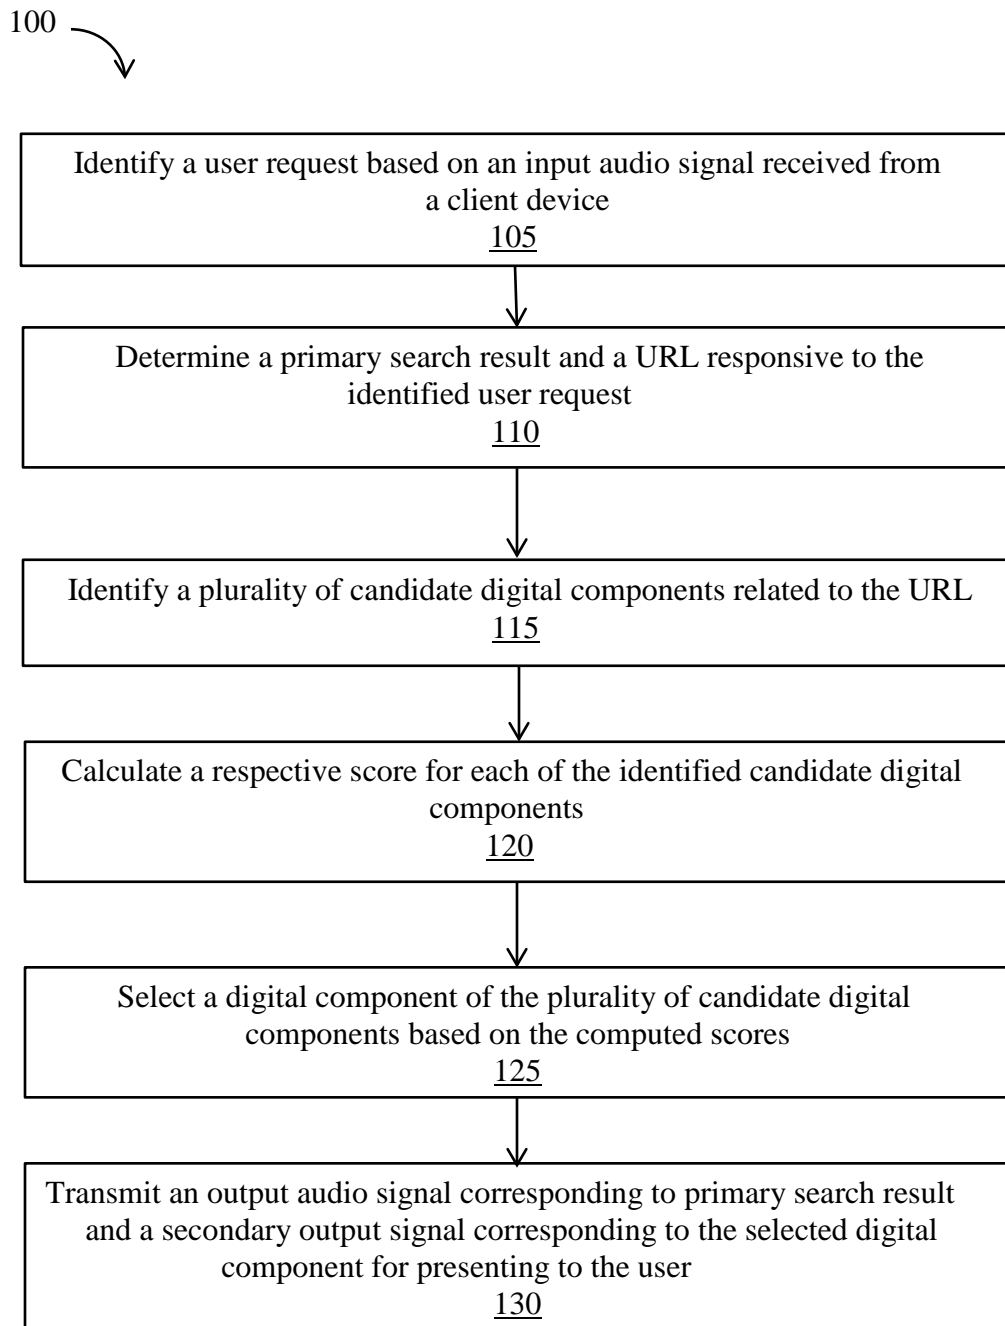 100
Identify a user request based on an input audio signal received from
a client device
105
Determine a primary search result and a URL responsive to the
identified user request
110
Identify a plurality of candidate digital components related to the URL
115
Calculate a respective score for each of the identified candidate digital
components
120
Select a digital component of the plurality of candidate digital
components based on the computed scores
125
Transmit an output audio signal corresponding to primary search result
and a secondary output signal corresponding to the selected digital
component for presenting to the user
130